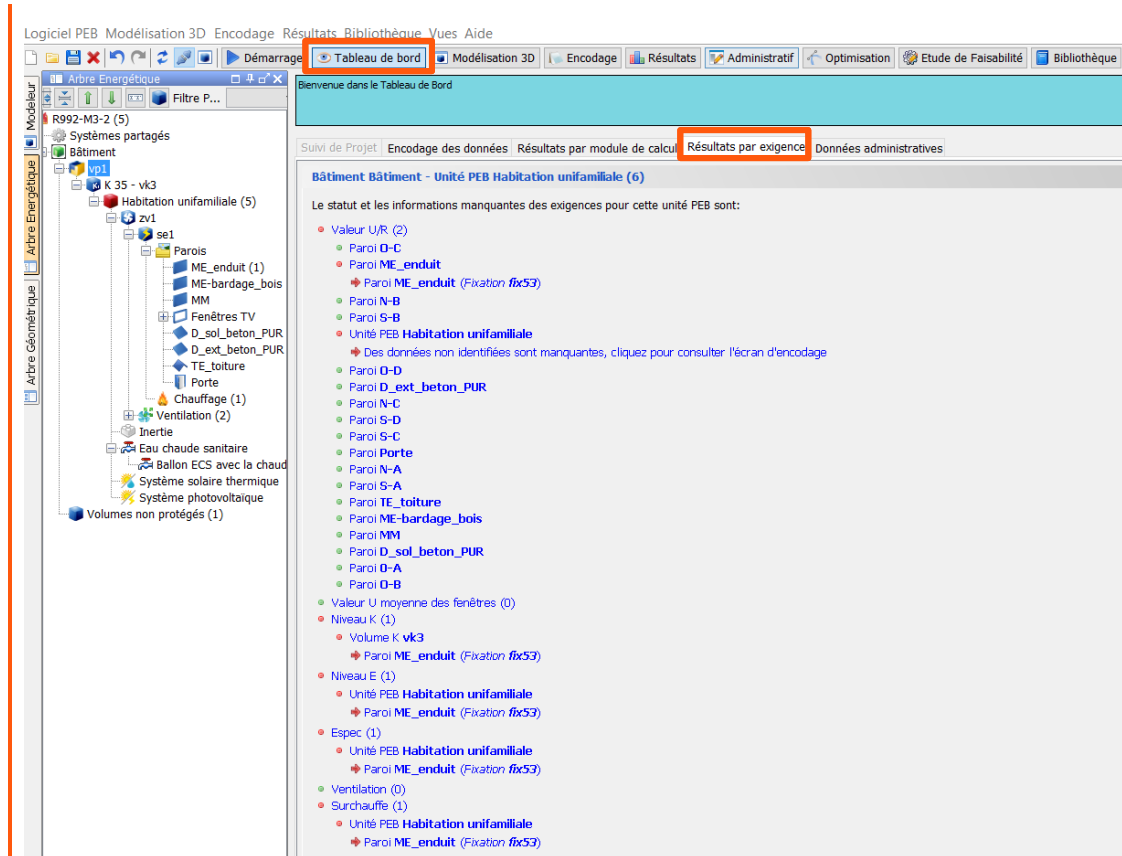 Logiciel PEB Modélisation 3D Encodage Résultats Bibliothèque Vues Aide
Démarrage Tableau de bord Modélisation 3D Encodage Résultats Administratif Optimisation Etude de Faisabilité Bibliothèque
Modeleur
Arbre Energétique
Arbre Géométrique
Arbre Energétique
Filtre P...
R992-M3-2 (5)
Systèmes partagés
Bâtiment
vp1
K 35 - vk3
Habitation unifamiliale (5)
zv1
se1
Parois
ME_enduit (1)
ME-bardage_bois
MM
Fenêtres TV
D_sol_beton_PUR
D_ext_beton_PUR
TE_toiture
Porte
Chauffage (1)
Ventilation (2)
Inertie
Eau chaude sanitaire
Ballon ECS avec la chaud
Système solaire thermique
Système photovoltaïque
Volumes non protégés (1)
Bienvenue dans le Tableau de Bord
Suivi de Projet Encodage des données Résultats par module de calcul Résultats par exigence Données administratives
Bâtiment Bâtiment - Unité PEB Habitation unifamiliale (6)
Le statut et les informations manquantes des exigences pour cette unité PEB sont:
Valeur U/R (2)
Paroi O-C
Paroi ME_enduit
Paroi ME_enduit (Fixation fix53)
Paroi N-B
Paroi S-B
Unité PEB Habitation unifamiliale
Des données non identifiées sont manquantes, cliquez pour consulter l'écran d'encodage
Paroi O-D
Paroi D_ext_beton_PUR
Paroi N-C
Paroi S-D
Paroi S-C
Paroi Porte
Paroi N-A
Paroi S-A
Paroi TE_toiture
Paroi ME-bardage_bois
Paroi MM
Paroi D_sol_beton_PUR
Paroi O-A
Paroi O-B
Valeur U moyenne des fenêtres (0)
Niveau K (1)
Volume K vk3
Paroi ME_enduit (Fixation fix53)
Niveau E (1)
Unité PEB Habitation unifamiliale
Paroi ME_enduit (Fixation fix53)
Espec (1)
Unité PEB Habitation unifamiliale
Paroi ME_enduit (Fixation fix53)
Ventilation (0)
Surchauffe (1)
Unité PEB Habitation unifamiliale
Paroi ME_enduit (Fixation fix53)